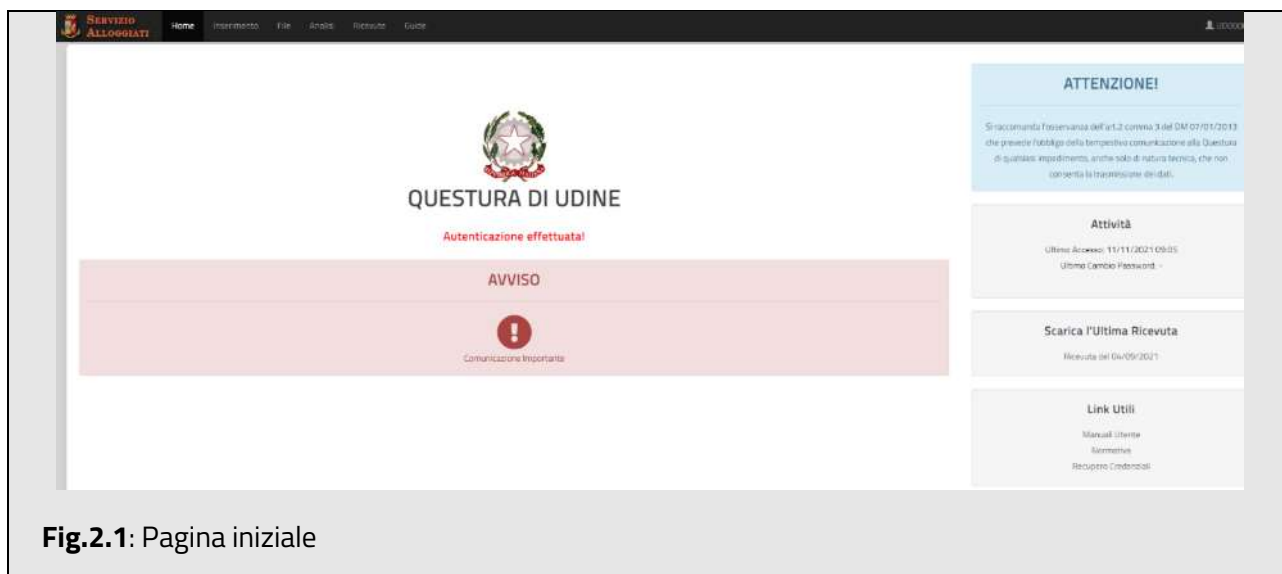 SERVIZIO
ALLOGGIATI
Home Inserimento File Analisi Ricevute Guide
QUESTURA DI UDINE
Autenticazione effettuata!
AVVISO
Comunicazione Importante
ATTENZIONE!
Si raccomanda l'osservanza dell'art.2 comma 3 del DM 07/01/2013
che prevede l'obbligo della tempestiva comunicazione alla Questura
di qualsiasi impedimento, anche solo di natura tecnica, che non
consenta la trasmissione dei dati.
Attività
Ultimo Accesso: 11/11/2021 09:05
Ultimo Cambio Password: -
Scarica l'Ultima Ricevuta
Ricevuta del 04/09/2021
Link Utili
Manuali Utente
Normativa
Recupero Credenziali
Fig.2.1: Pagina iniziale